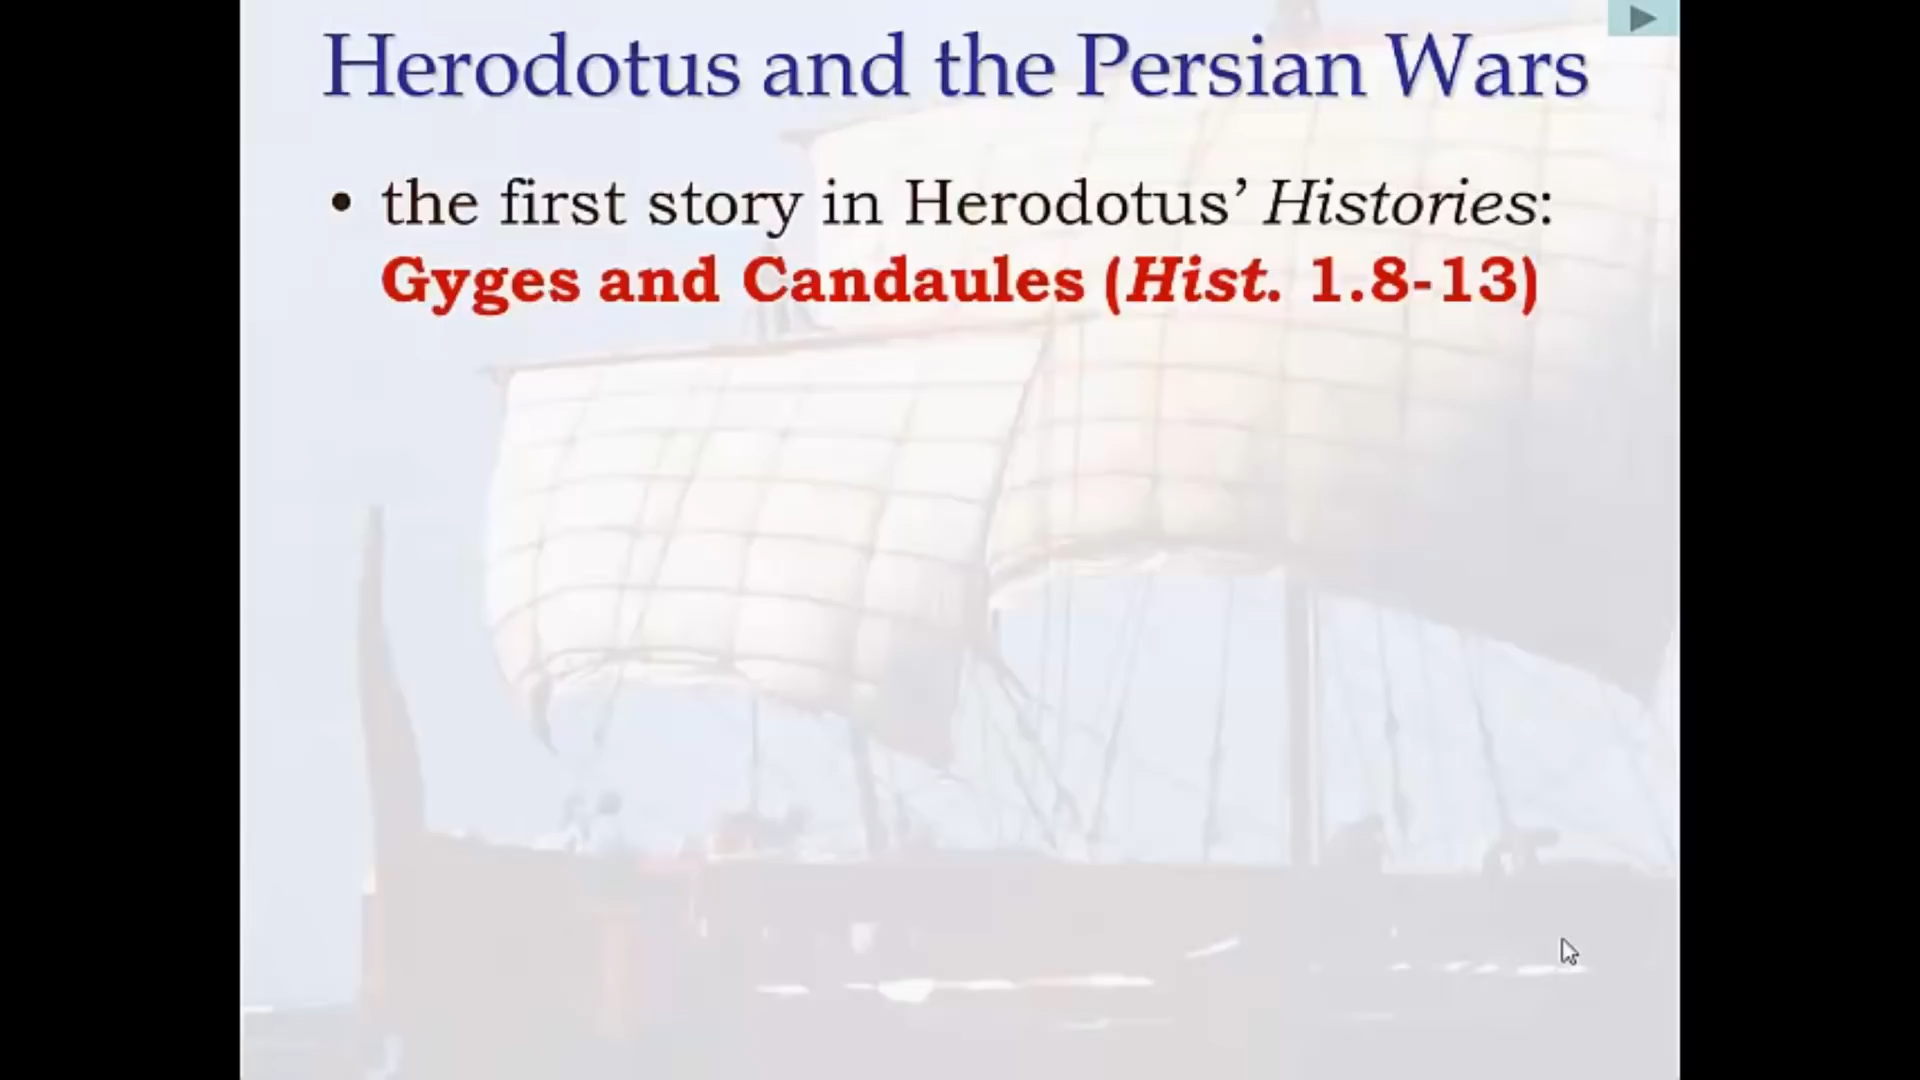 Herodotus and the Persian Wars
• the first story in Herodotus’ Histories:
Gyges and Candaules (Hist. 1.8-13)